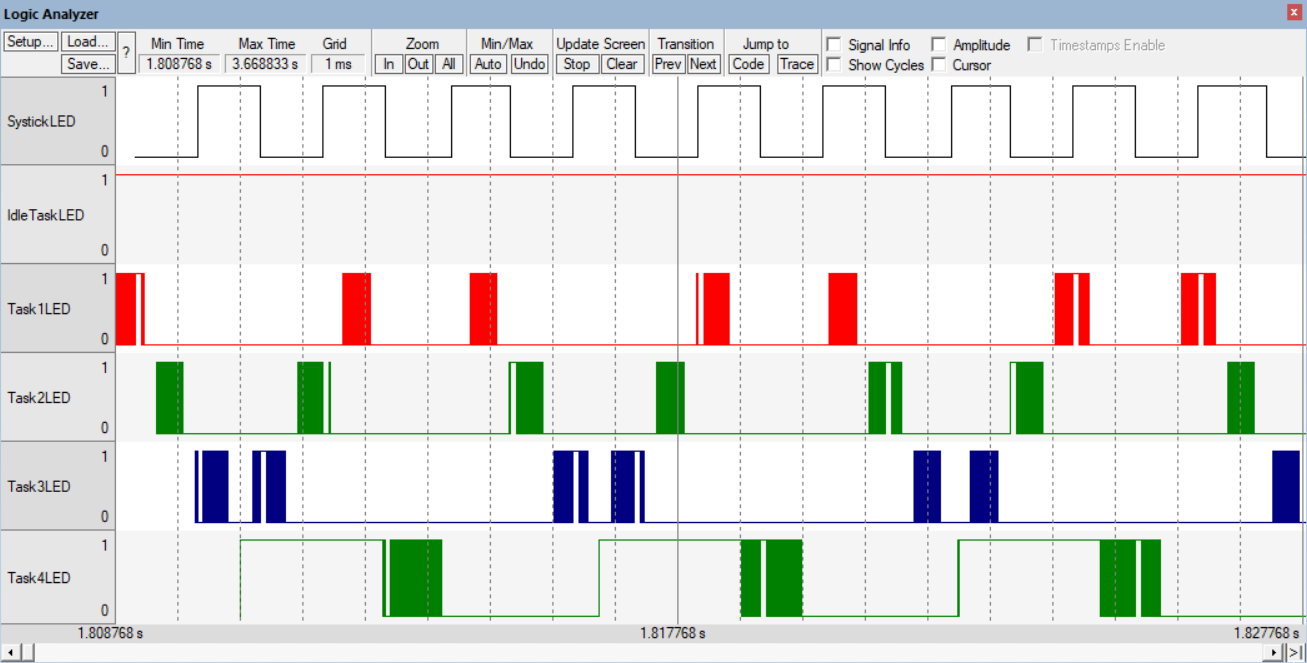 Logic Analyzer
Setup... Load... ? Min Time Max Time Grid Zoom Min/Max Update Screen Transition Jump to Signal Info Amplitude Timestamps Enable
Save... 1.808768 s 3.668833 s 1 ms In Out All Auto Undo Stop Clear Prev Next Code Trace Show Cycles Cursor
1
SystickLED
0
1
IdleTaskLED
0
1
Task1LED
0
1
Task2LED
0
1
Task3LED
0
1
Task4LED
0
1.808768 s 1.817768 s 1.827768 s
>|